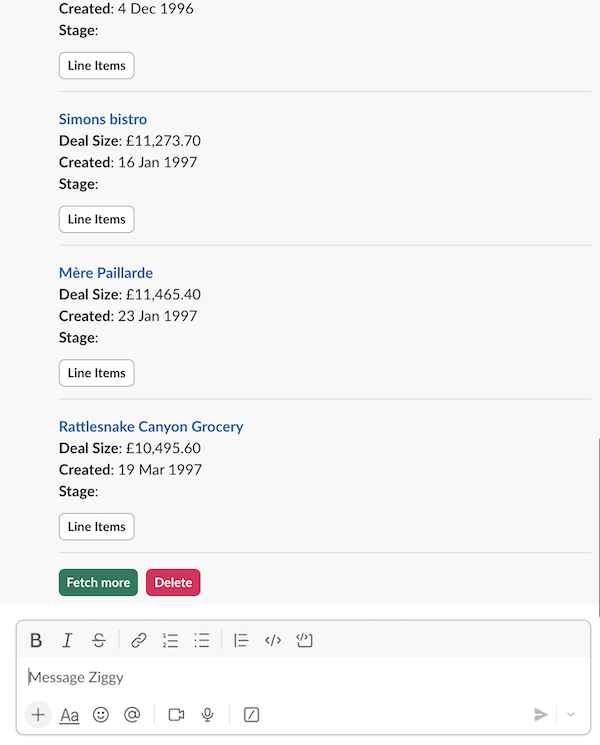 Created: 4 Dec 1996
Stage:
Line Items
Simons bistro
Deal Size: £11,273.70
Created: 16 Jan 1997
Stage:
Line Items
Mère Paillarde
Deal Size: £11,465.40
Created: 23 Jan 1997
Stage:
Line Items
Rattlesnake Canyon Grocery
Deal Size: £10,495.60
Created: 19 Mar 1997
Stage:
Line Items
Fetch more Delete
Message Ziggy